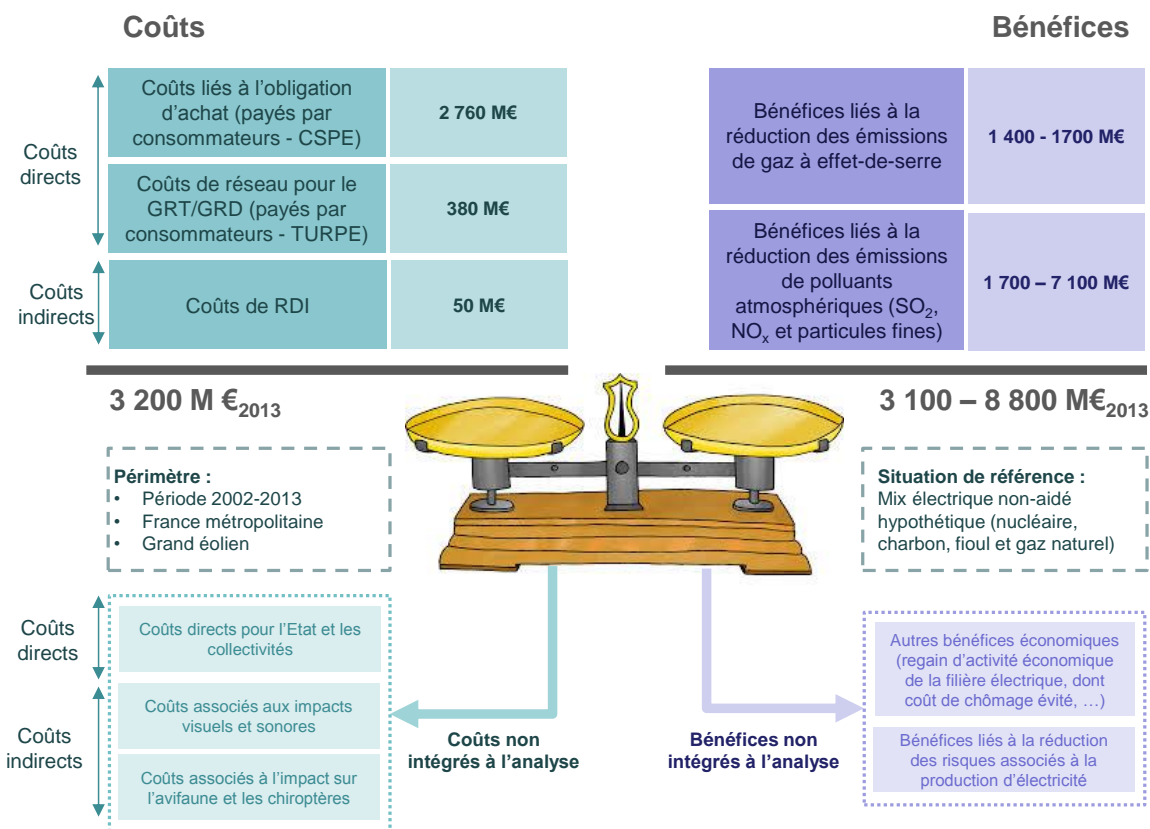 Coûts
Bénéfices
Coûts
directs
Coûts liés à l'obligation
d'achat (payés par
consommateurs - CSPE)
2 760 M€
Coûts de réseau pour le
GRT/GRD (payés par
consommateurs - TURPE)
380 M€
Coûts
indirects
Coûts de RDI
50 M€
Bénéfices liés à la
réduction des émissions
de gaz à effet-de-serre
1 400 - 1700 M€
Bénéfices liés à la
réduction des émissions
de polluants
atmosphériques (SO₂,
NOₓ et particules fines)
1 700 – 7 100 M€
3 200 M €2013
3 100 – 8 800 M€2013
Périmètre :
• Période 2002-2013
• France métropolitaine
• Grand éolien
Situation de référence :
Mix électrique non-aidé
hypothétique (nucléaire,
charbon, fioul et gaz naturel)
Coûts
directs
Coûts directs pour l'Etat et les
collectivités
Coûts
indirects
Coûts associés aux impacts
visuels et sonores
Coûts associés à l'impact sur
l'avifaune et les chiroptères
Coûts non
intégrés à l'analyse
Bénéfices non
intégrés à l'analyse
Autres bénéfices économiques
(regain d'activité économique
de la filière électrique, dont
coût de chômage évité, …)
Bénéfices liés à la réduction
des risques associés à la
production d'électricité